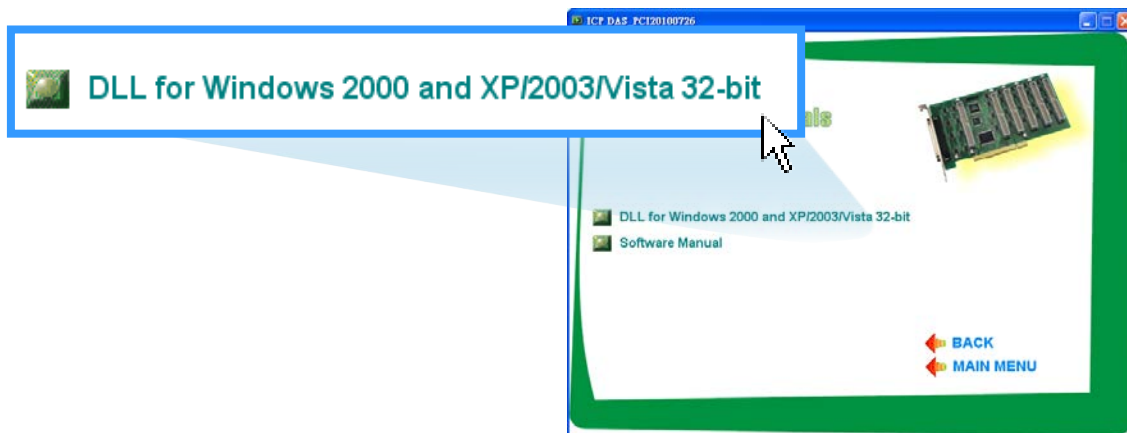 ICP DAS PCI20100726
DLL for Windows 2000 and XP/2003/Vista 32-bit
DLL for Windows 2000 and XP/2003/Vista 32-bit
Software Manual
BACK
MAIN MENU